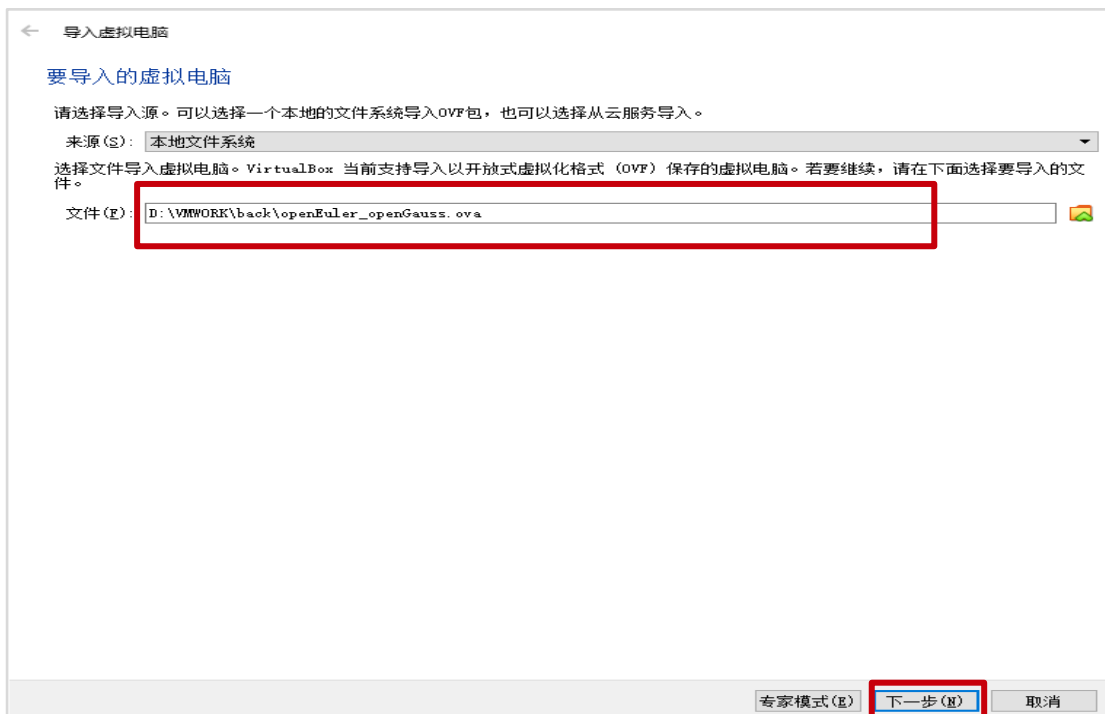 导入虚拟电脑
要导入的虚拟电脑
请选择导入源。可以选择一个本地的文件系统导入OVF包，也可以选择从云服务导入。
来源(S): 本地文件系统
选择文件导入虚拟电脑。VirtualBox 当前支持导入以开放式虚拟化格式 (OVF) 保存的虚拟电脑。若要继续，请在下面选择要导入的文
件。
文件(F): D:\VMWORK\back\openEuler_openGauss.ova
专家模式(E) 下一步(N) 取消